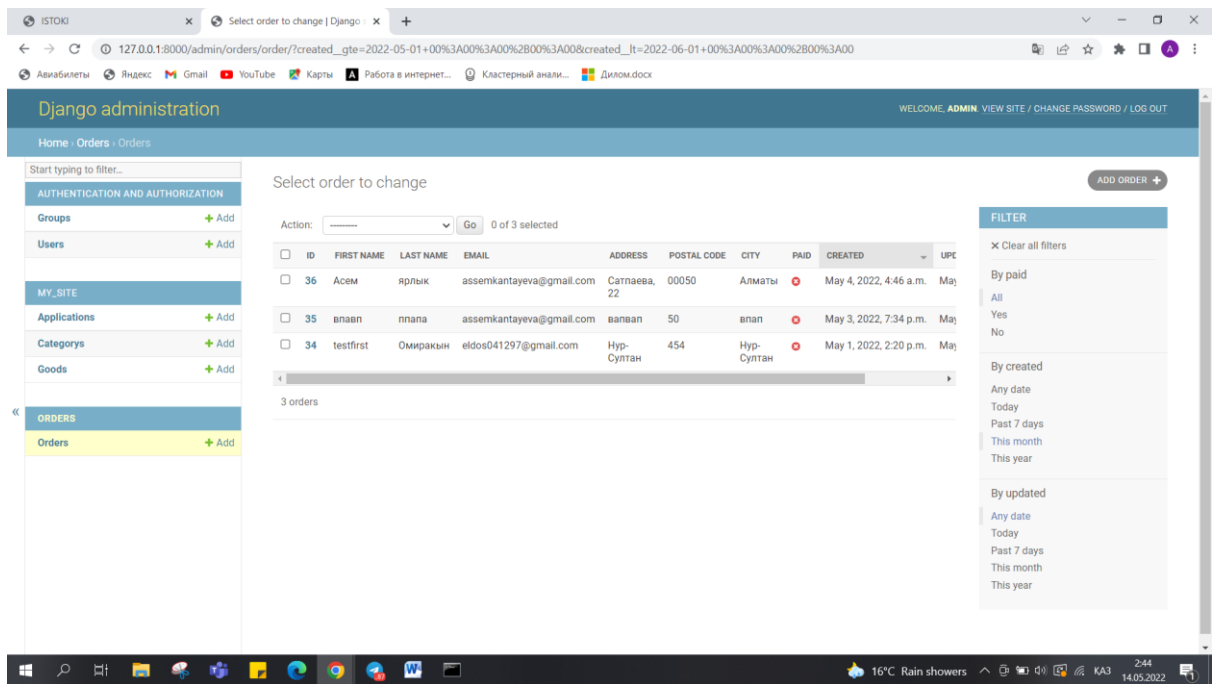 ISTOKI
Select order to change | Django
127.0.0.1:8000/admin/orders/order/?created__gte=2022-05-01+00%3A00%3A00%2B00%3A00&created__lt=2022-06-01+00%3A00%3A00%2B00%3A00
Авиабилеты Яндекс Gmail YouTube Карты Работа в интернет... Кластерный анали... Дилом.docx
Django administration
WELCOME, ADMIN. VIEW SITE / CHANGE PASSWORD / LOG OUT
Home › Orders › Orders
Start typing to filter...
AUTHENTICATION AND AUTHORIZATION
Groups + Add
Users + Add
MY_SITE
Applications + Add
Categorys + Add
Goods + Add
«
ORDERS
Orders + Add
Select order to change
ADD ORDER +
Action: --------- Go 0 of 3 selected
ID FIRST NAME LAST NAME EMAIL ADDRESS POSTAL CODE CITY PAID CREATED UPD
36 Асем ярлык assemkantayeva@gmail.com Сатпаева, 00050 Алматы May 4, 2022, 4:46 a.m. May
22
35 впавп ппапа assemkantayeva@gmail.com вапвап 50 впап May 3, 2022, 7:34 p.m. May
34 testfirst Омиракын eldos041297@gmail.com Нур- 454 Нур- May 1, 2022, 2:20 p.m. May
Султан Султан
3 orders
FILTER
Clear all filters
By paid
All
Yes
No
By created
Any date
Today
Past 7 days
This month
This year
By updated
Any date
Today
Past 7 days
This month
This year
16°C Rain showers КАЗ 2:44
14.05.2022